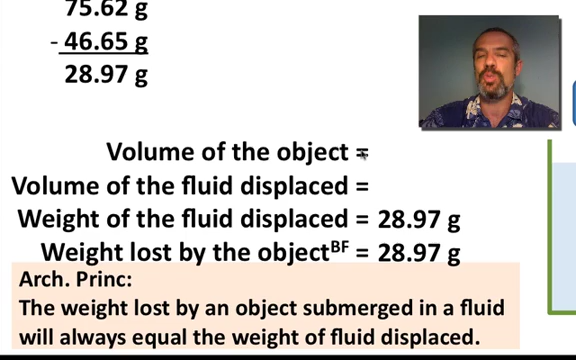 75.62 g
- 46.65 g
28.97 g
Volume of the object =
Volume of the fluid displaced =
Weight of the fluid displaced = 28.97 g
Weight lost by the objectᴮᶠ = 28.97 g
Arch. Princ:
The weight lost by an object submerged in a fluid
will always equal the weight of fluid displaced.